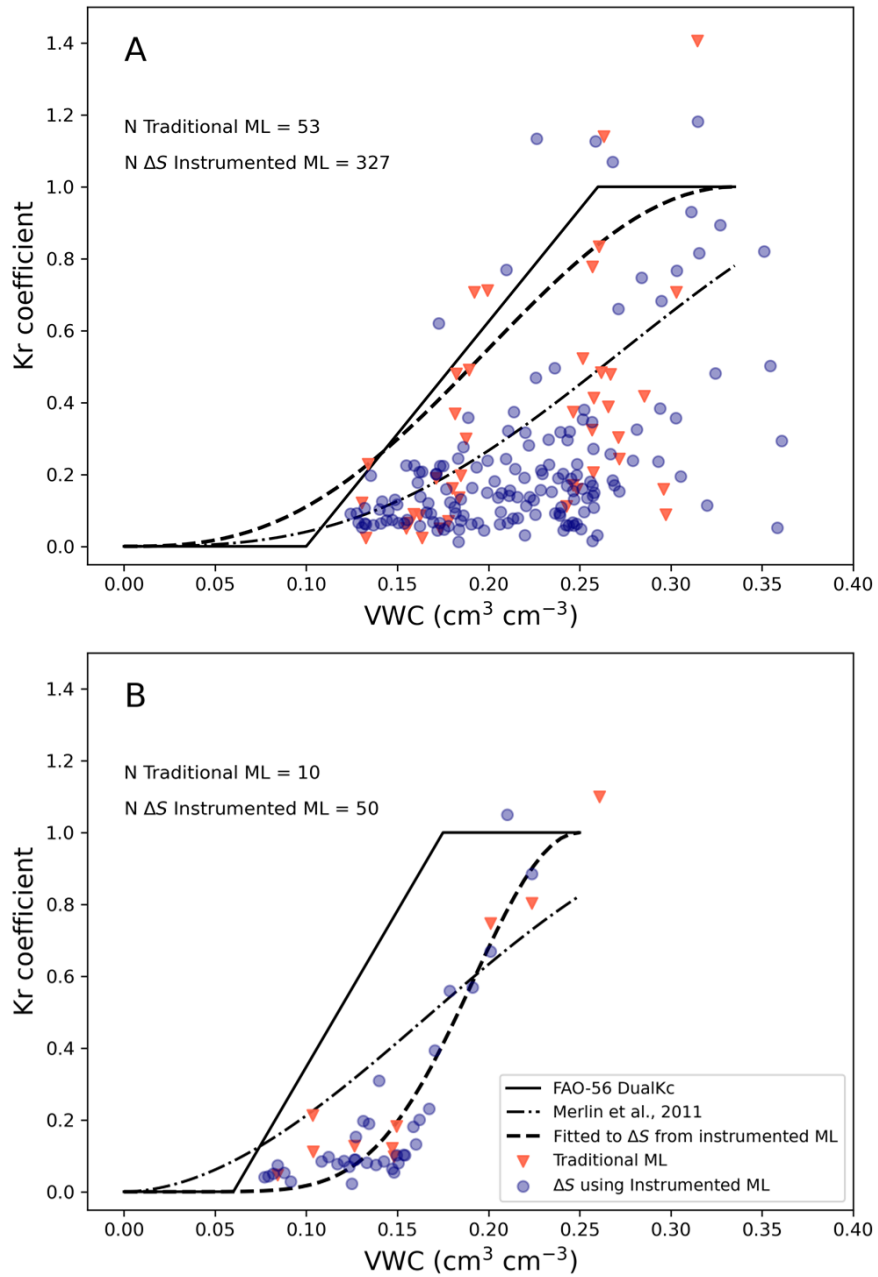 A
N Traditional ML = 53
N ΔS Instrumented ML = 327
1.4
1.2
1.0
0.8
0.6
0.4
0.2
0.0
Kr coefficient
0.00 0.05 0.10 0.15 0.20 0.25 0.30 0.35 0.40
VWC (cm³ cm⁻³)
B
N Traditional ML = 10
N ΔS Instrumented ML = 50
1.4
1.2
1.0
0.8
0.6
0.4
0.2
0.0
Kr coefficient
FAO-56 DualKc
Merlin et al., 2011
Fitted to ΔS from instrumented ML
Traditional ML
ΔS using Instrumented ML
0.00 0.05 0.10 0.15 0.20 0.25 0.30 0.35 0.40
VWC (cm³ cm⁻³)